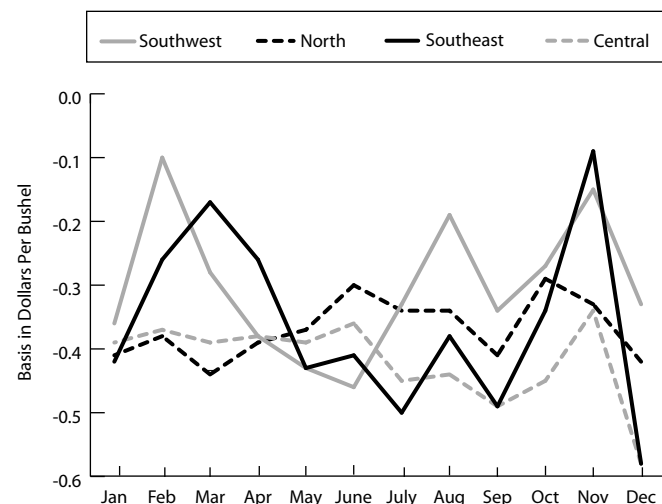 Southwest North Southeast Central
0.0
-0.1
-0.2
-0.3
-0.4
-0.5
-0.6
Basis in Dollars Per Bushel
Jan Feb Mar Apr May June July Aug Sep Oct Nov Dec